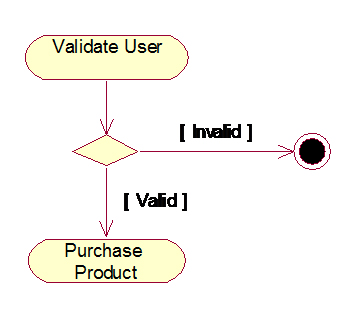 Validate User
[ Invalid ]
[ Valid ]
Purchase
Product